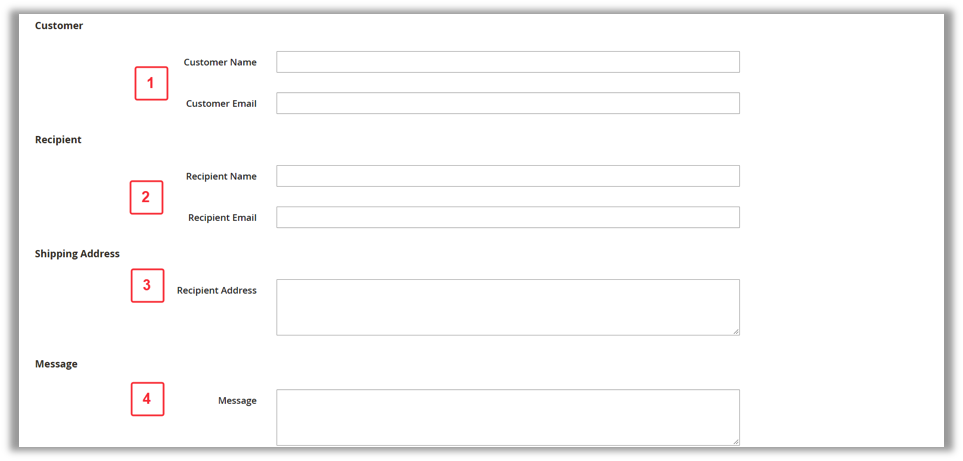 Customer
Customer Name
1
Customer Email
Recipient
Recipient Name
2
Recipient Email
Shipping Address
3
Recipient Address
Message
4
Message